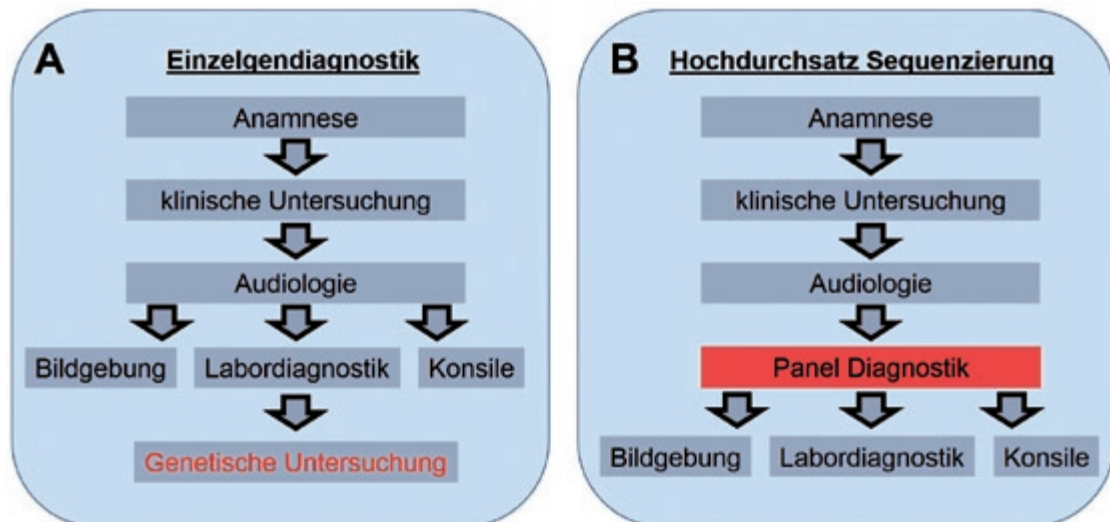 A
Einzelgendiagnostik
Anamnese
klinische Untersuchung
Audiologie
Bildgebung
Labordiagnostik
Konsile
Genetische Untersuchung
B
Hochdurchsatz Sequenzierung
Anamnese
klinische Untersuchung
Audiologie
Panel Diagnostik
Bildgebung
Labordiagnostik
Konsile